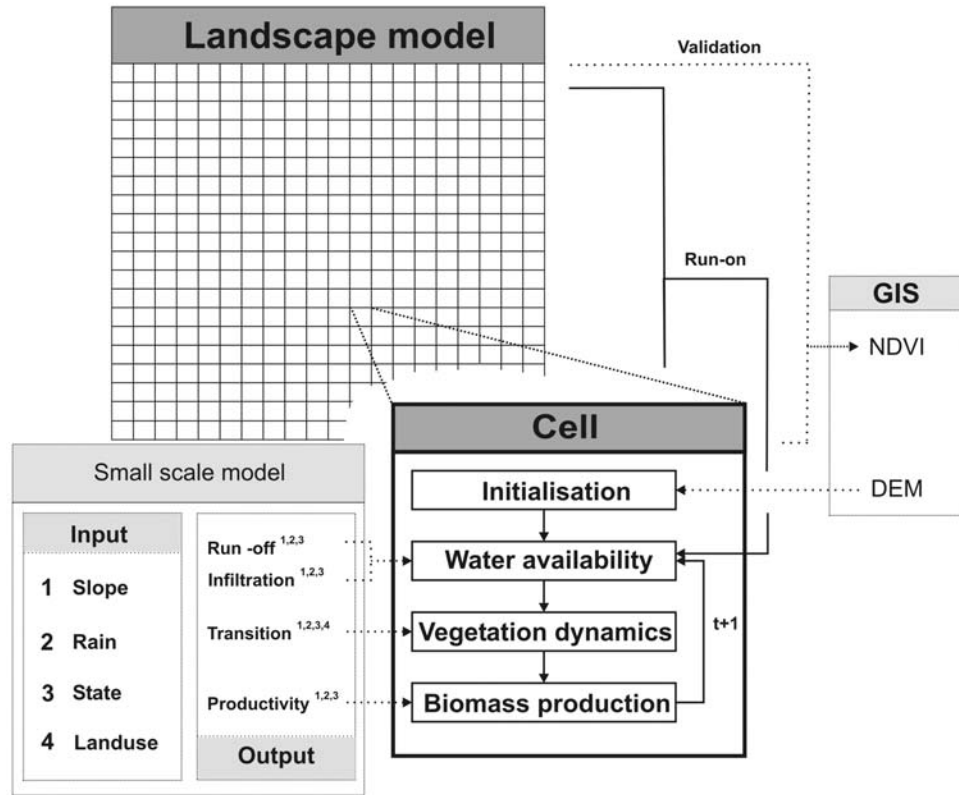 Landscape model
Validation
Run-on
GIS
NDVI
DEM
Cell
Initialisation
Water availability
Vegetation dynamics
Biomass production
t+1
Small scale model
Input
1 Slope
2 Rain
3 State
4 Landuse
Run -off 1,2,3
Infiltration 1,2,3
Transition 1,2,3,4
Productivity 1,2,3
Output